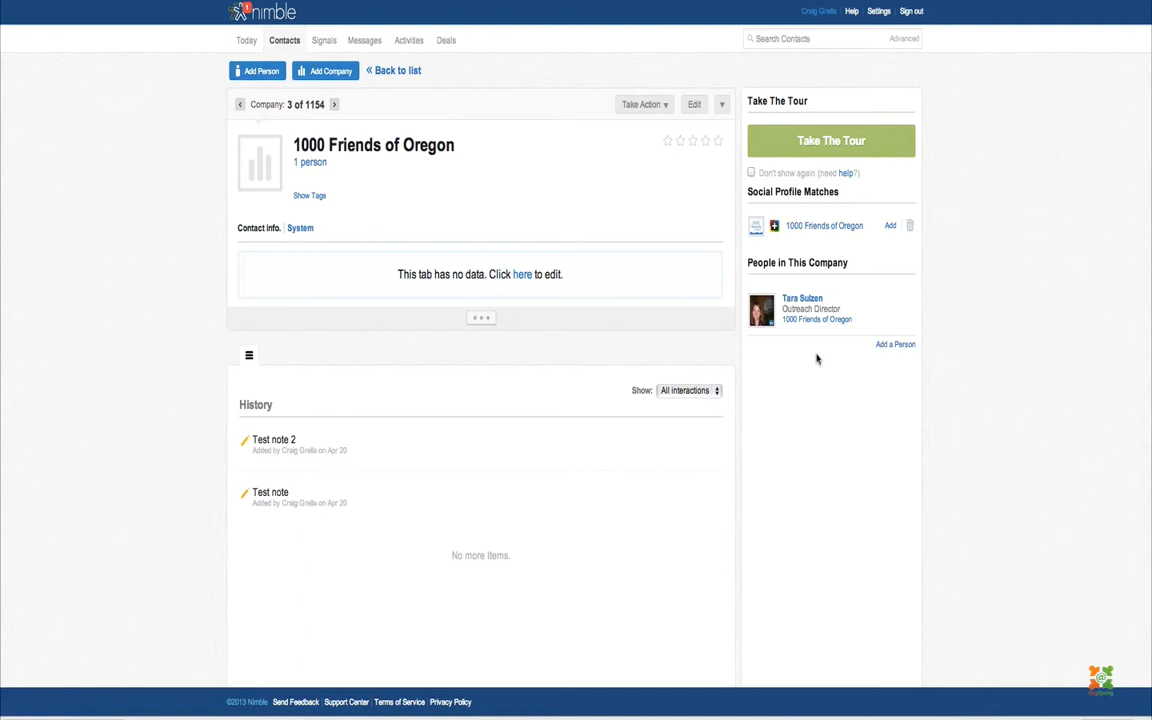 1
nimble
Craig Grella Help Settings Sign out
Today Contacts Signals Messages Activities Deals
Search Contacts Advanced
Add Person Add Company « Back to list
Company: 3 of 1154
Take Action Edit
1000 Friends of Oregon
1 person
Show Tags
Contact info. System
This tab has no data. Click here to edit.
Show: All interactions
History
Test note 2
Added by Craig Grella on Apr 20
Test note
Added by Craig Grella on Apr 20
No more Items.
Take The Tour
Take The Tour
Don't show again (need help?)
Social Profile Matches
1000 Friends of Oregon Add
People in This Company
Tara Sulzen
Outreach Director
1000 Friends of Oregon
Add a Person
©2013 Nimble Send Feedback Support Center Terms of Service Privacy Policy